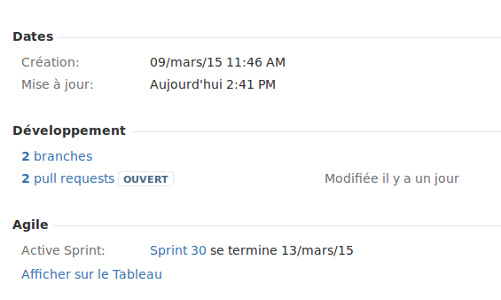 Dates
Création: 09/mars/15 11:46 AM
Mise à jour: Aujourd'hui 2:41 PM
Développement
2 branches
2 pull requests OUVERT Modifiée il y a un jour
Agile
Active Sprint: Sprint 30 se termine 13/mars/15
Afficher sur le Tableau